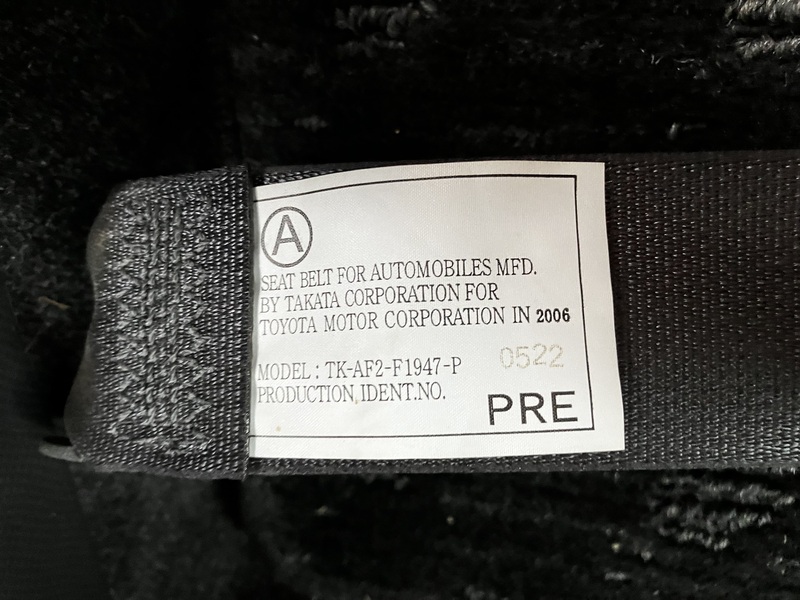 A
SEAT BELT FOR AUTOMOBILES MFD.
BY TAKATA CORPORATION FOR
TOYOTA MOTOR CORPORATION IN 2006
MODEL : TK-AF2-F1947-P 0522
PRODUCTION IDENT.NO.
PRE